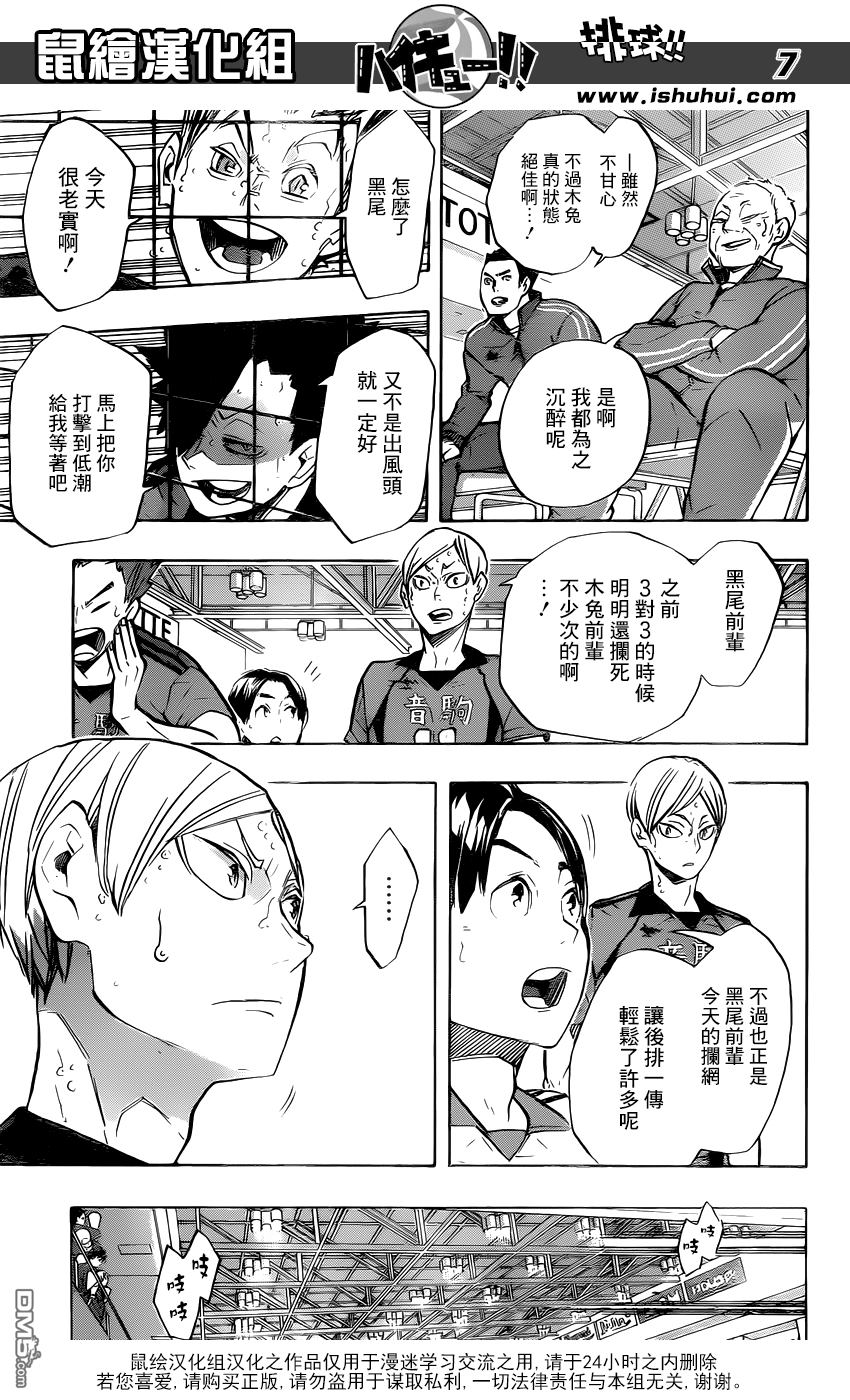 鼠繪漢化組
ハイキュー!!
排球!!
7
www.ishuhui.com
—雖然
不甘心
不過木兔
真的狀態
絕佳啊…
TOT
是啊
我都為之
沉醉呢
怎麼了
黑尾
今天
很老實啊!
又不是出風頭
就一定好
馬上把你
打擊到低潮
給我等著吧
黑尾前輩
之前
3對3的時候
明明還攔死
木兔前輩
不少次的啊
…!
音駒
駒
不過也正是
黑尾前輩
今天的攔網
讓後排一傳
輕鬆了許多呢
音駒
……
吱
吱
吱
吱
吱
鼠绘汉化组汉化之作品仅用于漫迷学习交流之用,请于24小时之内删除
若您喜爱,请购买正版,请勿盗用于谋取私利,一切法律责任与本组无关,谢谢。
DMB.com